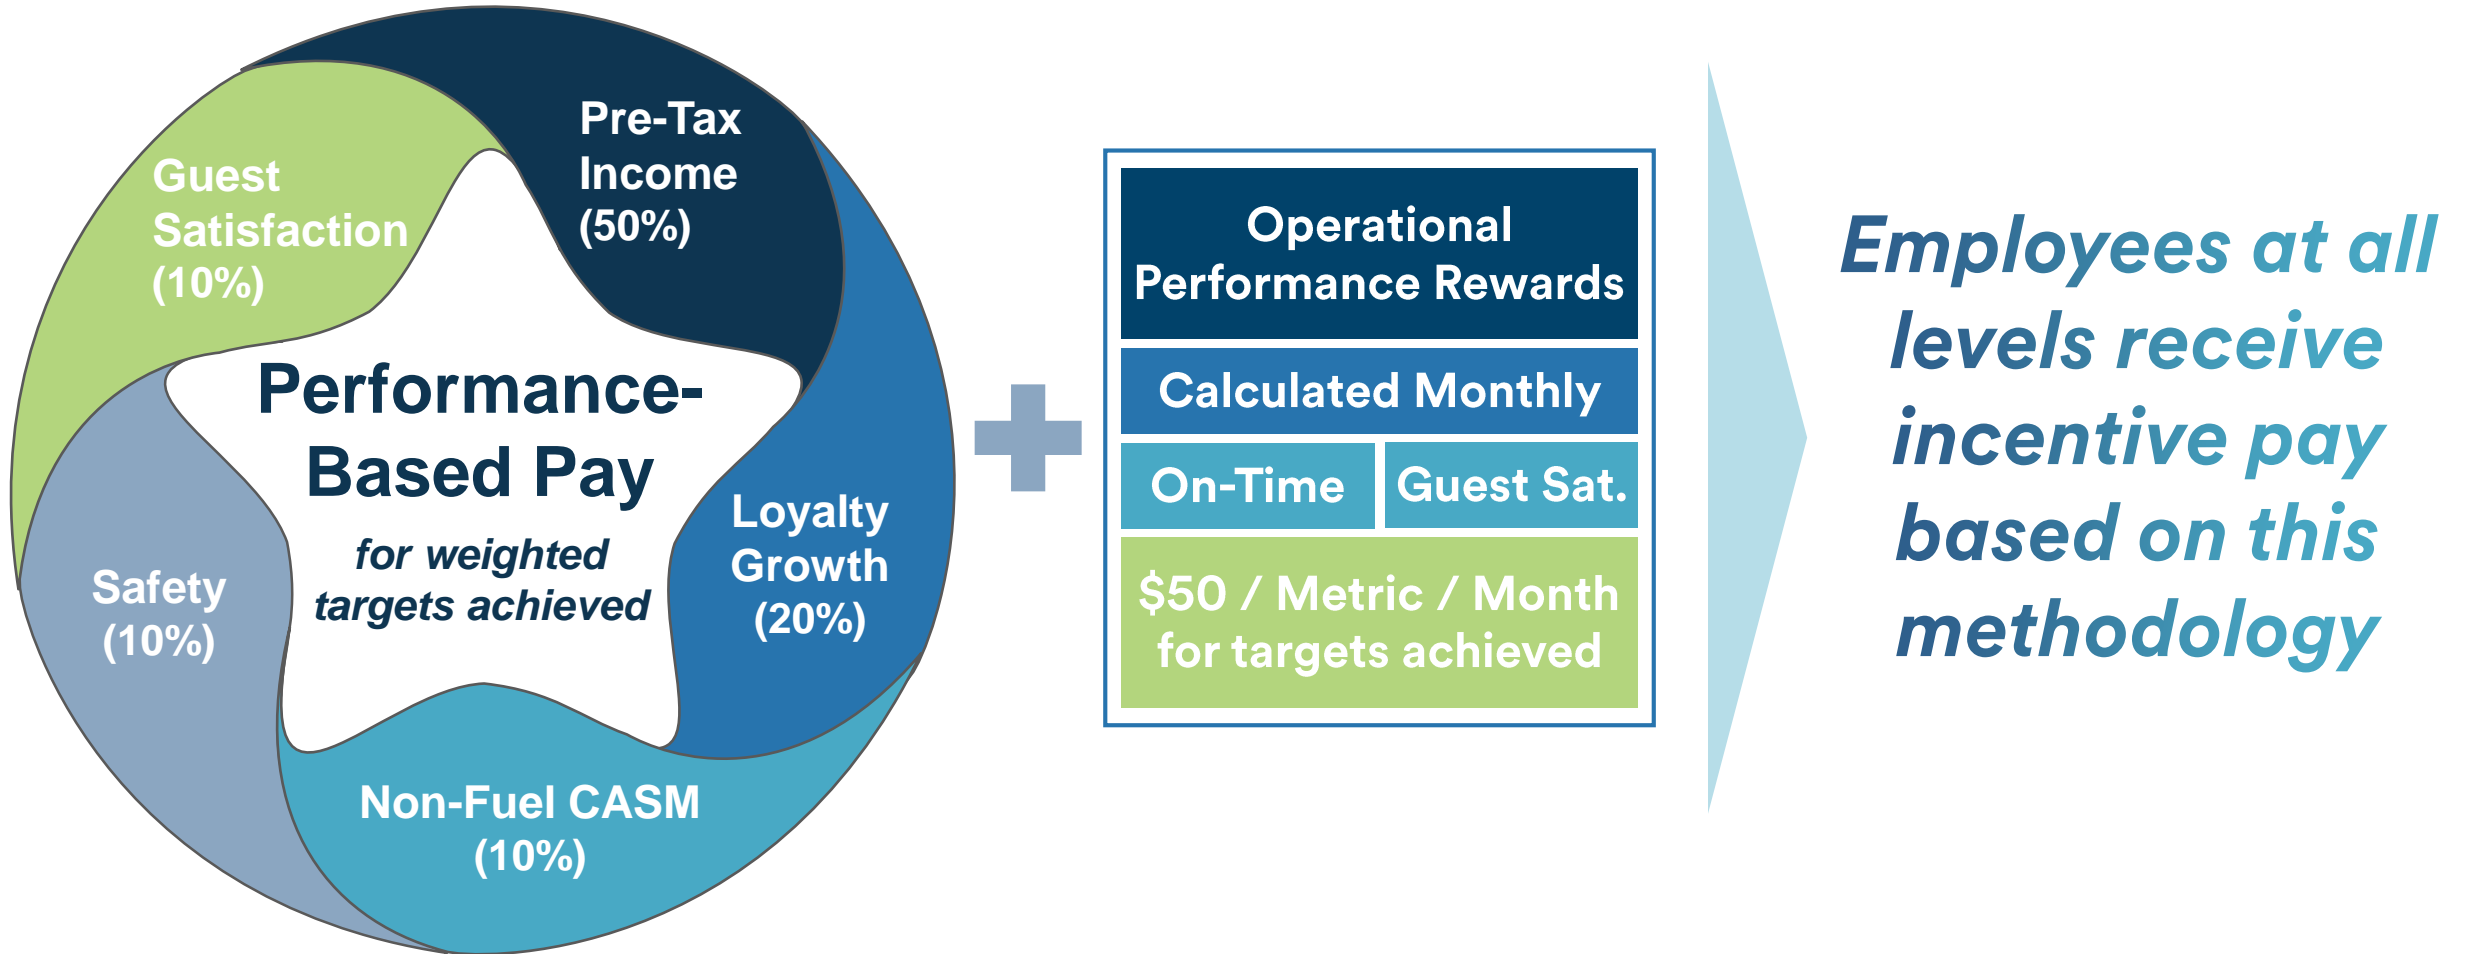 Pre-Tax
Income
(50%)
Guest
Satisfaction
(10%)
Performance-
Based Pay
for weighted
targets achieved
Loyalty
Growth
(20%)
Safety
(10%)
Non-Fuel CASM
(10%)
Operational
Performance Rewards
Calculated Monthly
On-Time
Guest Sat.
$50 / Metric / Month
for targets achieved
Employees at all
levels receive
incentive pay
based on this
methodology